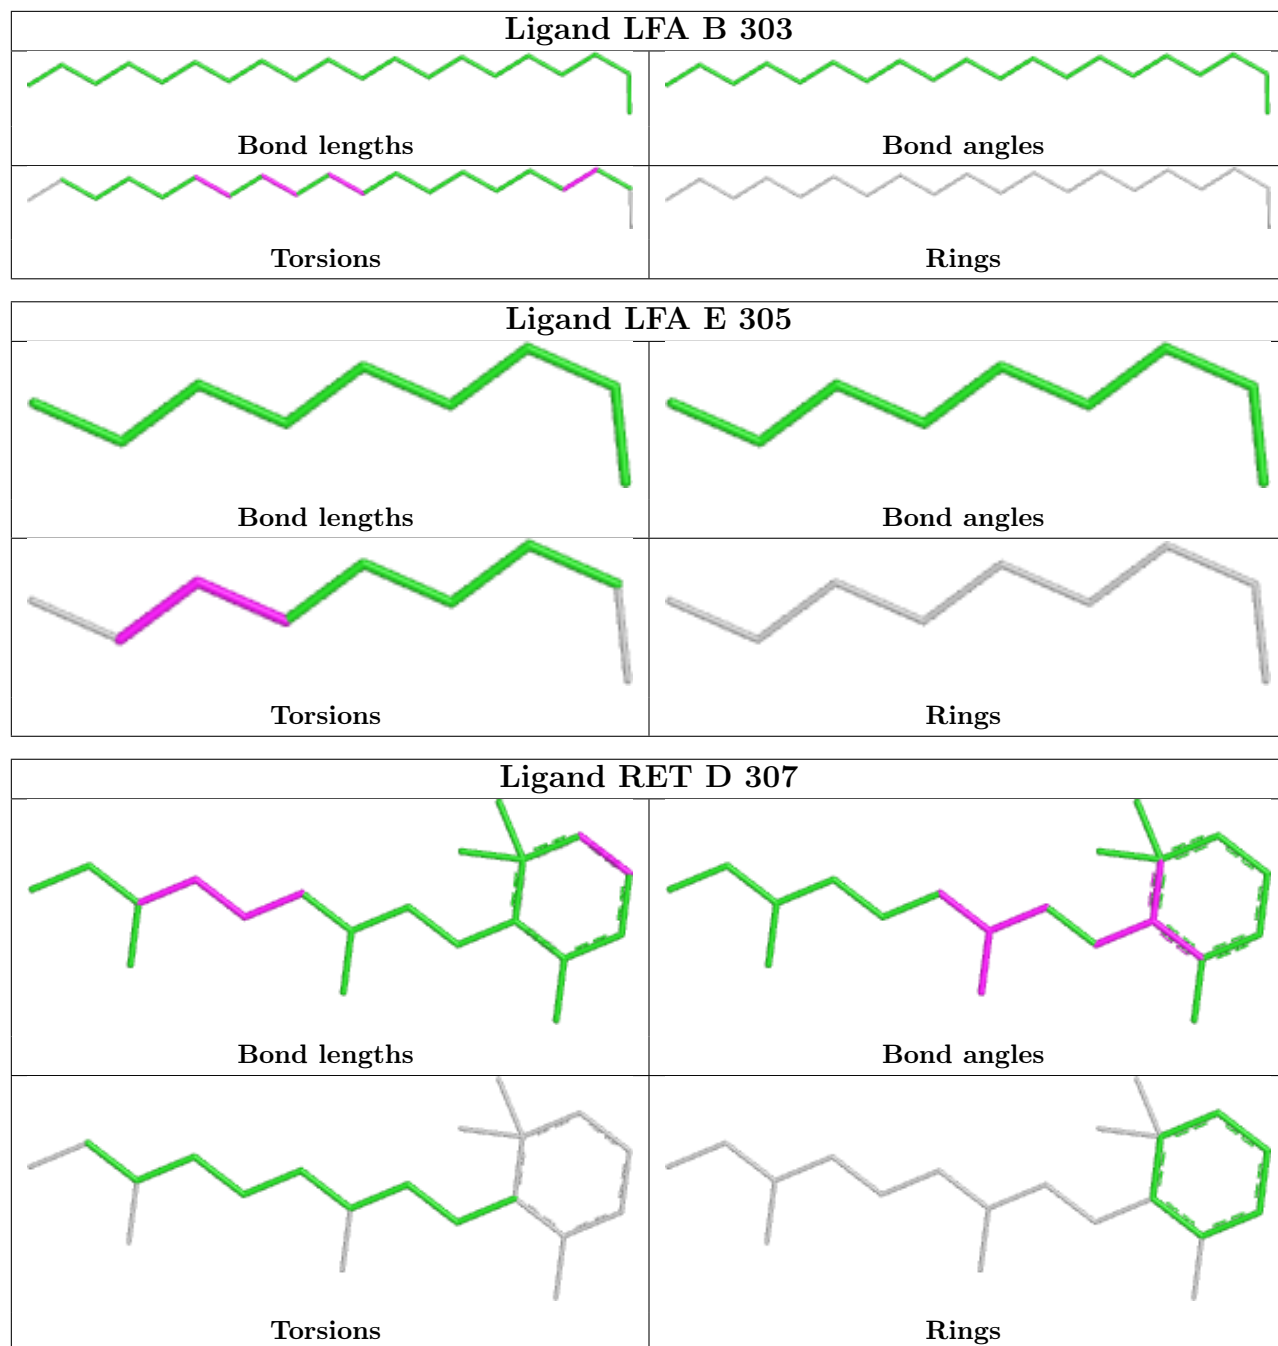 Ligand LFA B 303
Bond lengths
Bond angles
Torsions
Rings
Ligand LFA E 305
Bond lengths
Bond angles
Torsions
Rings
Ligand RET D 307
Bond lengths
Bond angles
Torsions
Rings